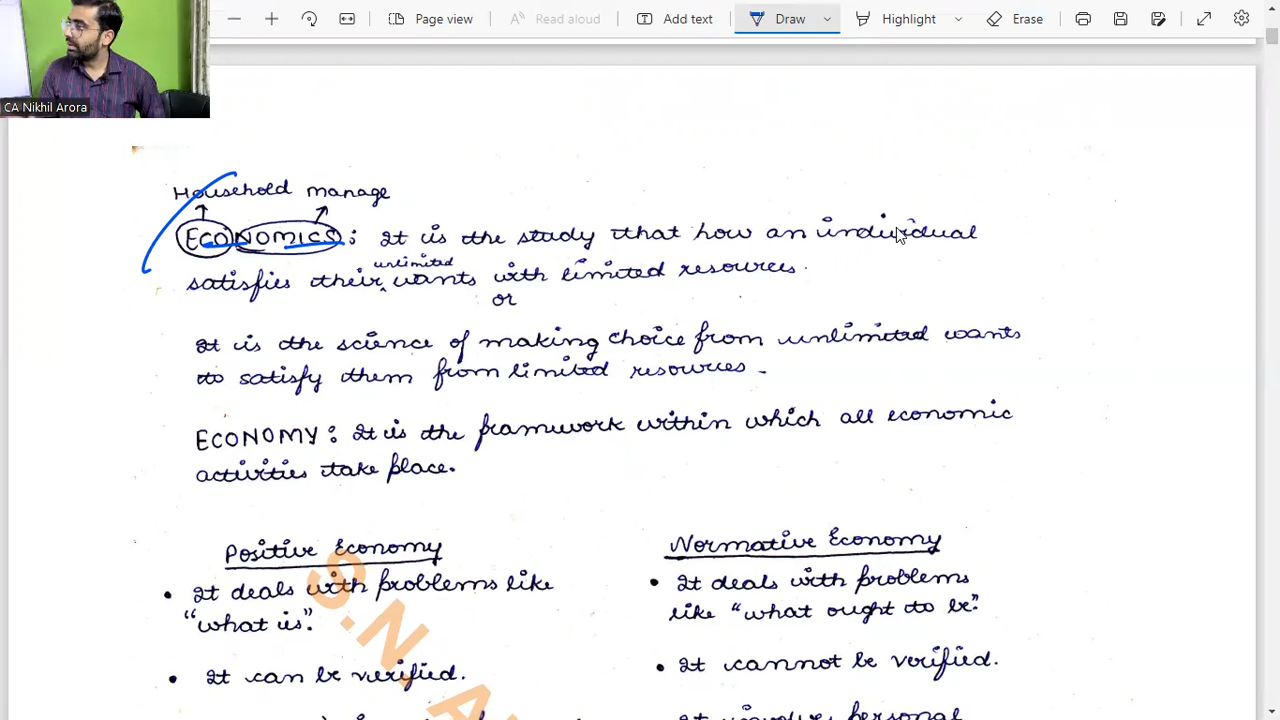 Page view
Read aloud
Add text
Draw
Highlight
Erase
CA Nikhil Arora
Household manage
ECONOMICS : It is the study that how an individual
unlimited
satisfies their wants with limited resources.
or
It is the science of making choice from unlimited wants
to satisfy them from limited resources.
ECONOMY : It is the framework within which all economic
activities take place.
Positive Economy
• It deals with problems like
"what is".
• It can be verified.
Normative Economy
• It deals with problems
like "what ought to be".
• It cannot be verified.
It involves personal
S.N.